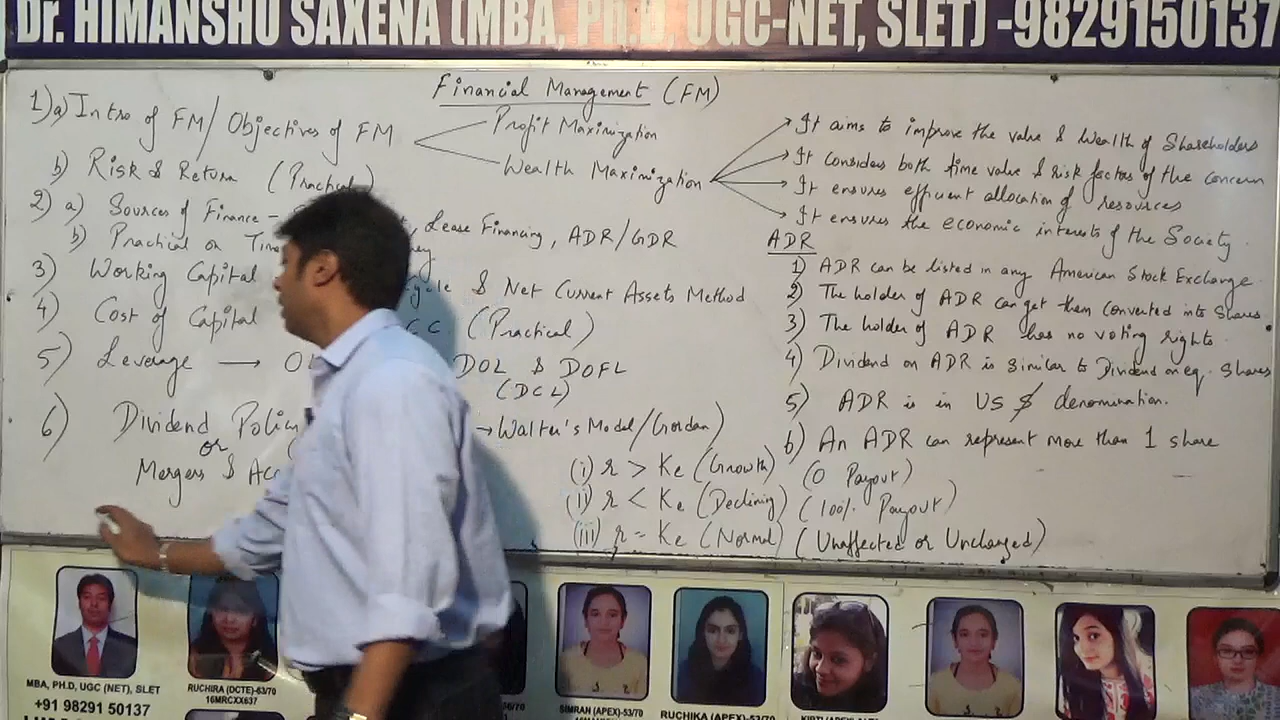 Dr. HIMANSHU SAXENA (MBA, Ph.D, UGC-NET, SLET) -9829150137
Financial Management (FM)
1) a) Intro of FM/ Objectives of FM
Profit Maximization
Wealth Maximization
b) Risk & Return (Practical)
2) a) Sources of Finance - , Lease Financing, ADR/GDR
b) Practical on
3) Working Capital & Net Current Assets Method
4) Cost of Capital (Practical)
5) Leverage → DOL & DOFL
(DCL)
6) Dividend → Walter's Model/Gordan)
or
Mergers &
(i) r > Ke (Growth) (0 Payout)
(ii) r < Ke (Declining) (100% Payout)
(iii) r = Ke (Normal) (Unaffected or Unchanged)
It aims to improve the value & wealth of Shareholders
It considers both time value & risk factors of the concern
It ensures efficient allocation of resources
It ensures the economic interests of the Society.
ADR
1) ADR can be listed in any American Stock Exchange.
2) The holder of ADR can get them converted into Shares
3) The holder of ADR has no voting rights.
4) Dividend on ADR is similar to Dividend on eq. Shares
5) ADR is in US $ denomination.
6) An ADR can represent more than 1 share
MBA, PH.D, UGC (NET), SLET
+91 98291 50137
RUCHIRA (DCTE)-63/70
16MRCXX637
SIMRAN (APEX)-53/70
RUCHIKA (APEX)-53/70